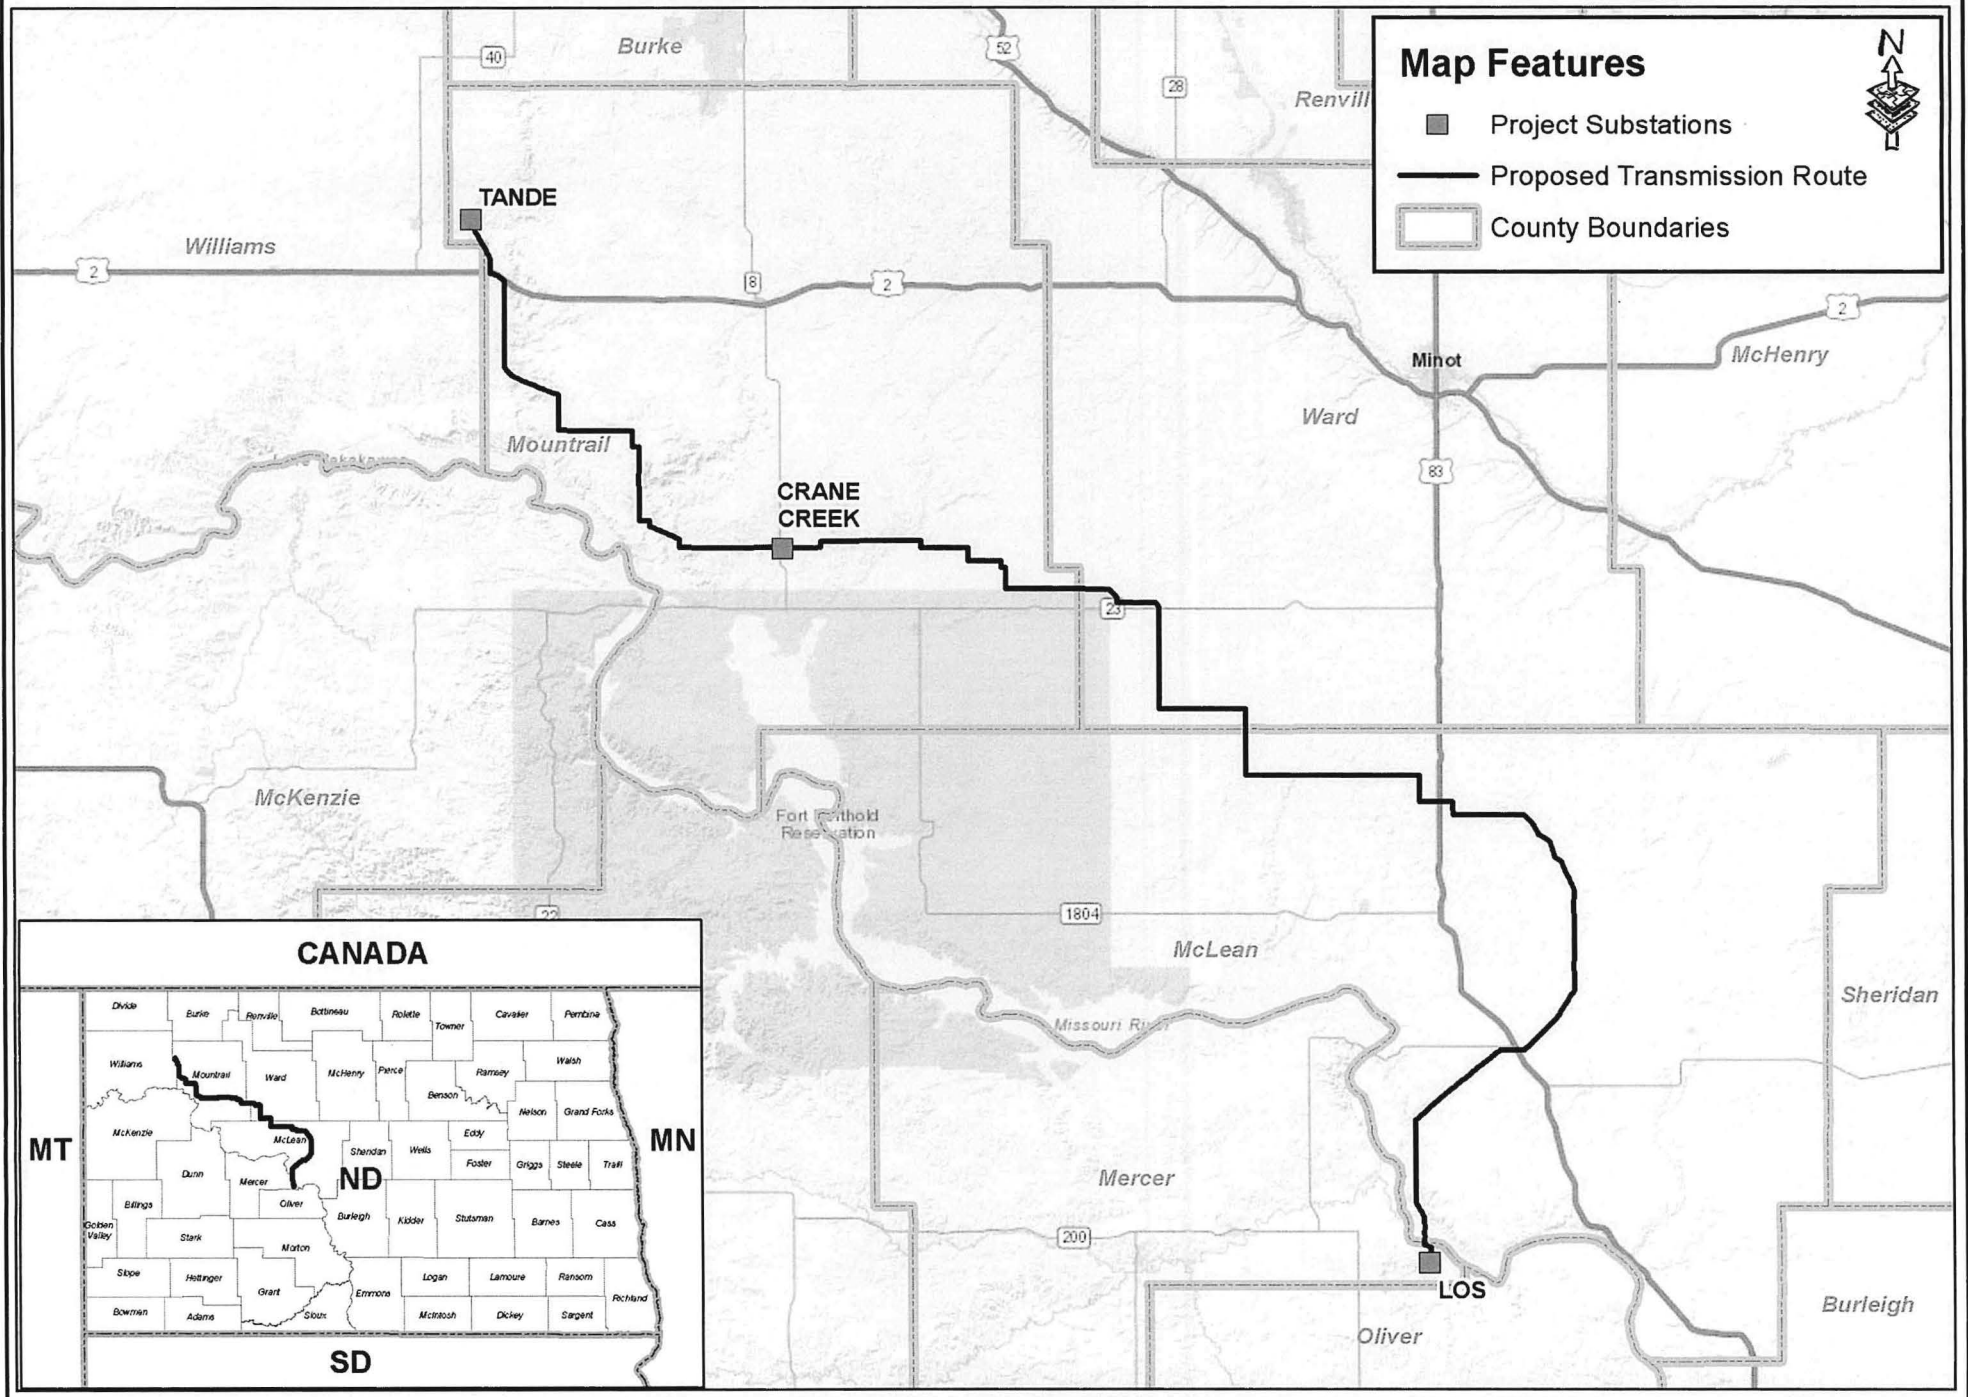 Burke
40
52
28
Renvill
Map Features
N
Project Substations
Proposed Transmission Route
County Boundaries
TANDE
Williams
2
8
2
2
McHenry
Minot
Ward
Mountrail
83
CRANE
CREEK
23
McKenzie
Fort
Reservation
22
1804
McLean
Missouri
Sheridan
Mercer
200
LOS
Oliver
Burleigh
CANADA
Divide
Burke
Renville
Bottineau
Rolette
Towner
Cavalier
Pembina
Williams
Mountrail
Ward
McHenry
Pierce
Benson
Ramsey
Walsh
Nelson
Grand Forks
McKenzie
McLean
Sheridan
Wells
Eddy
Foster
Griggs
Steele
Traill
MT
MN
Dunn
Mercer
ND
Oliver
Billings
Golden
Valley
Stark
Burleigh
Kidder
Stutsman
Barnes
Cass
Morton
Slope
Hettinger
Grant
Emmons
Logan
Lamoure
Ransom
Richland
Bowman
Adams
Sioux
McIntosh
Dickey
Sargent
SD